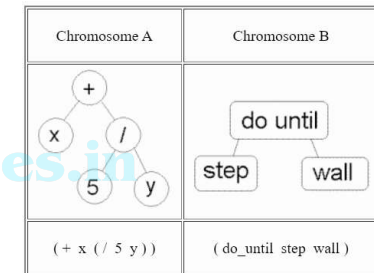 Chromosome A
Chromosome B
+
x
/
5
y
do until
step
wall
es.in
( + x ( / 5 y ) )
( do_until step wall )